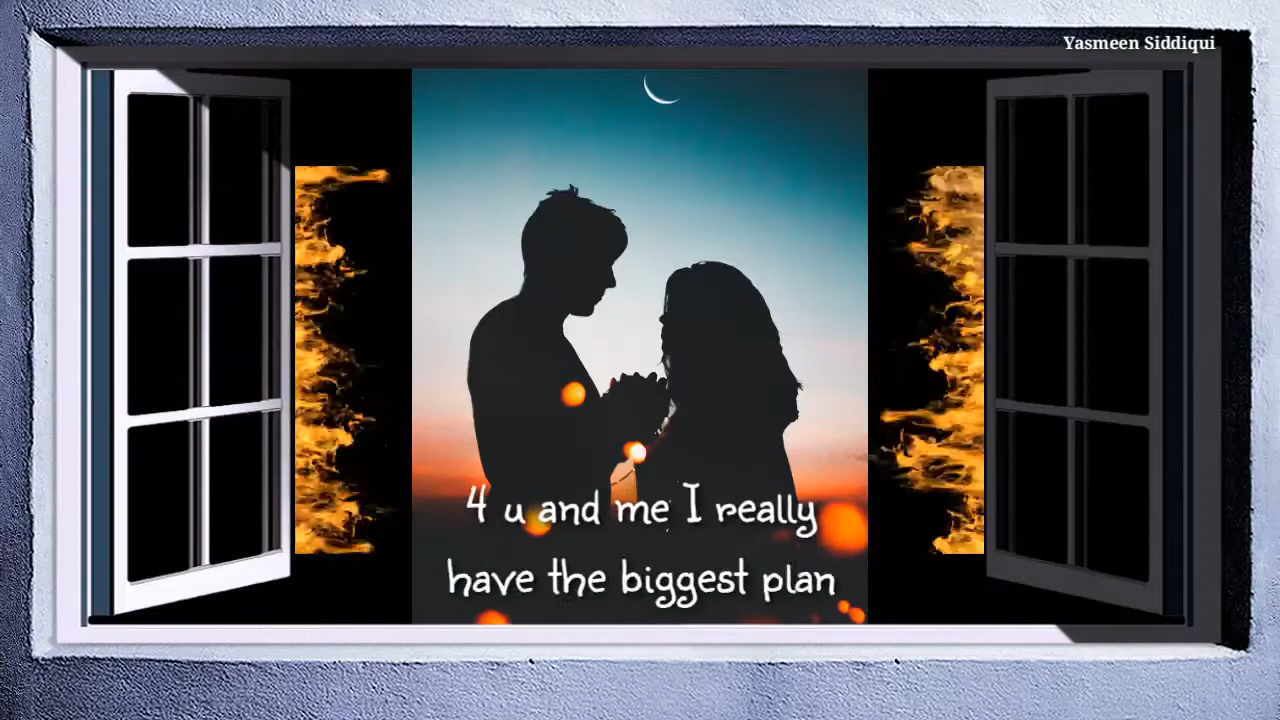 Yasmeen Siddiqui
4 u and me I really
have the biggest plan